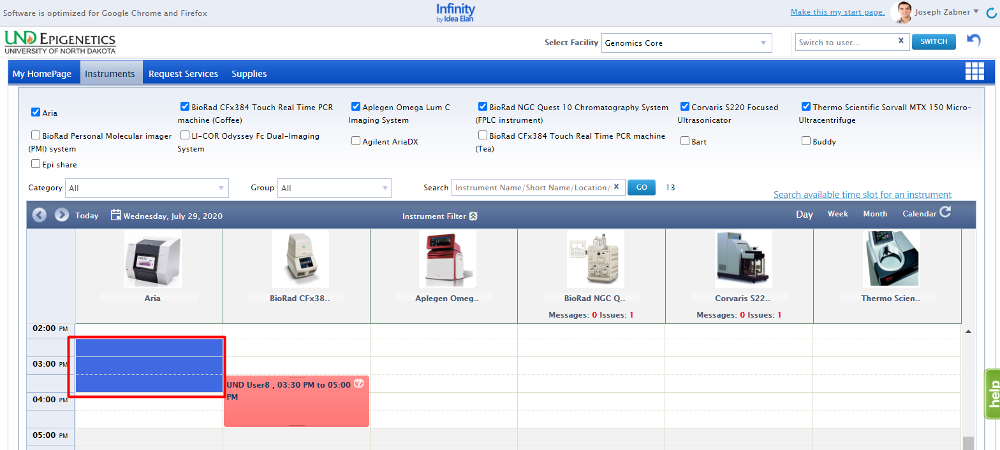 Software is optimized for Google Chrome and Firefox
Infinity
by Idea Elan
Make this my start page.
Joseph Zabner
UND EPIGENETICS
UNIVERSITY OF NORTH DAKOTA
Select Facility
Genomics Core
Switch to user...
SWITCH
My HomePage
Instruments
Request Services
Supplies
Aria
BioRad CFx384 Touch Real Time PCR
machine (Coffee)
Aplegen Omega Lum C
Imaging System
BioRad NGC Quest 10 Chromatography System
(FPLC instrument)
Corvaris S220 Focused
Ultrasonicator
Thermo Scientific Sorvall MTX 150 Micro-
Ultracentrifuge
BioRad Personal Molecular imager
(PMI) system
LI-COR Odyssey Fc Dual-Imaging
System
Agilent AriaDX
BioRad CFx384 Touch Real Time PCR machine
(Tea)
Bart
Buddy
Epi share
Category
All
Group
All
Search
Instrument Name/Short Name/Location/
GO
13
Search available time slot for an instrument
Today
Wednesday, July 29, 2020
Instrument Filter
Day
Week
Month
Calendar
Aria
BioRad CFx38..
Aplegen Omeg..
BioRad NGC Q..
Messages: 0 Issues: 1
Corvaris S22..
Messages: 0 Issues: 1
Thermo Scien..
02:00 PM
03:00 PM
UND User8 , 03:30 PM to 05:00
PM
04:00 PM
05:00 PM
help